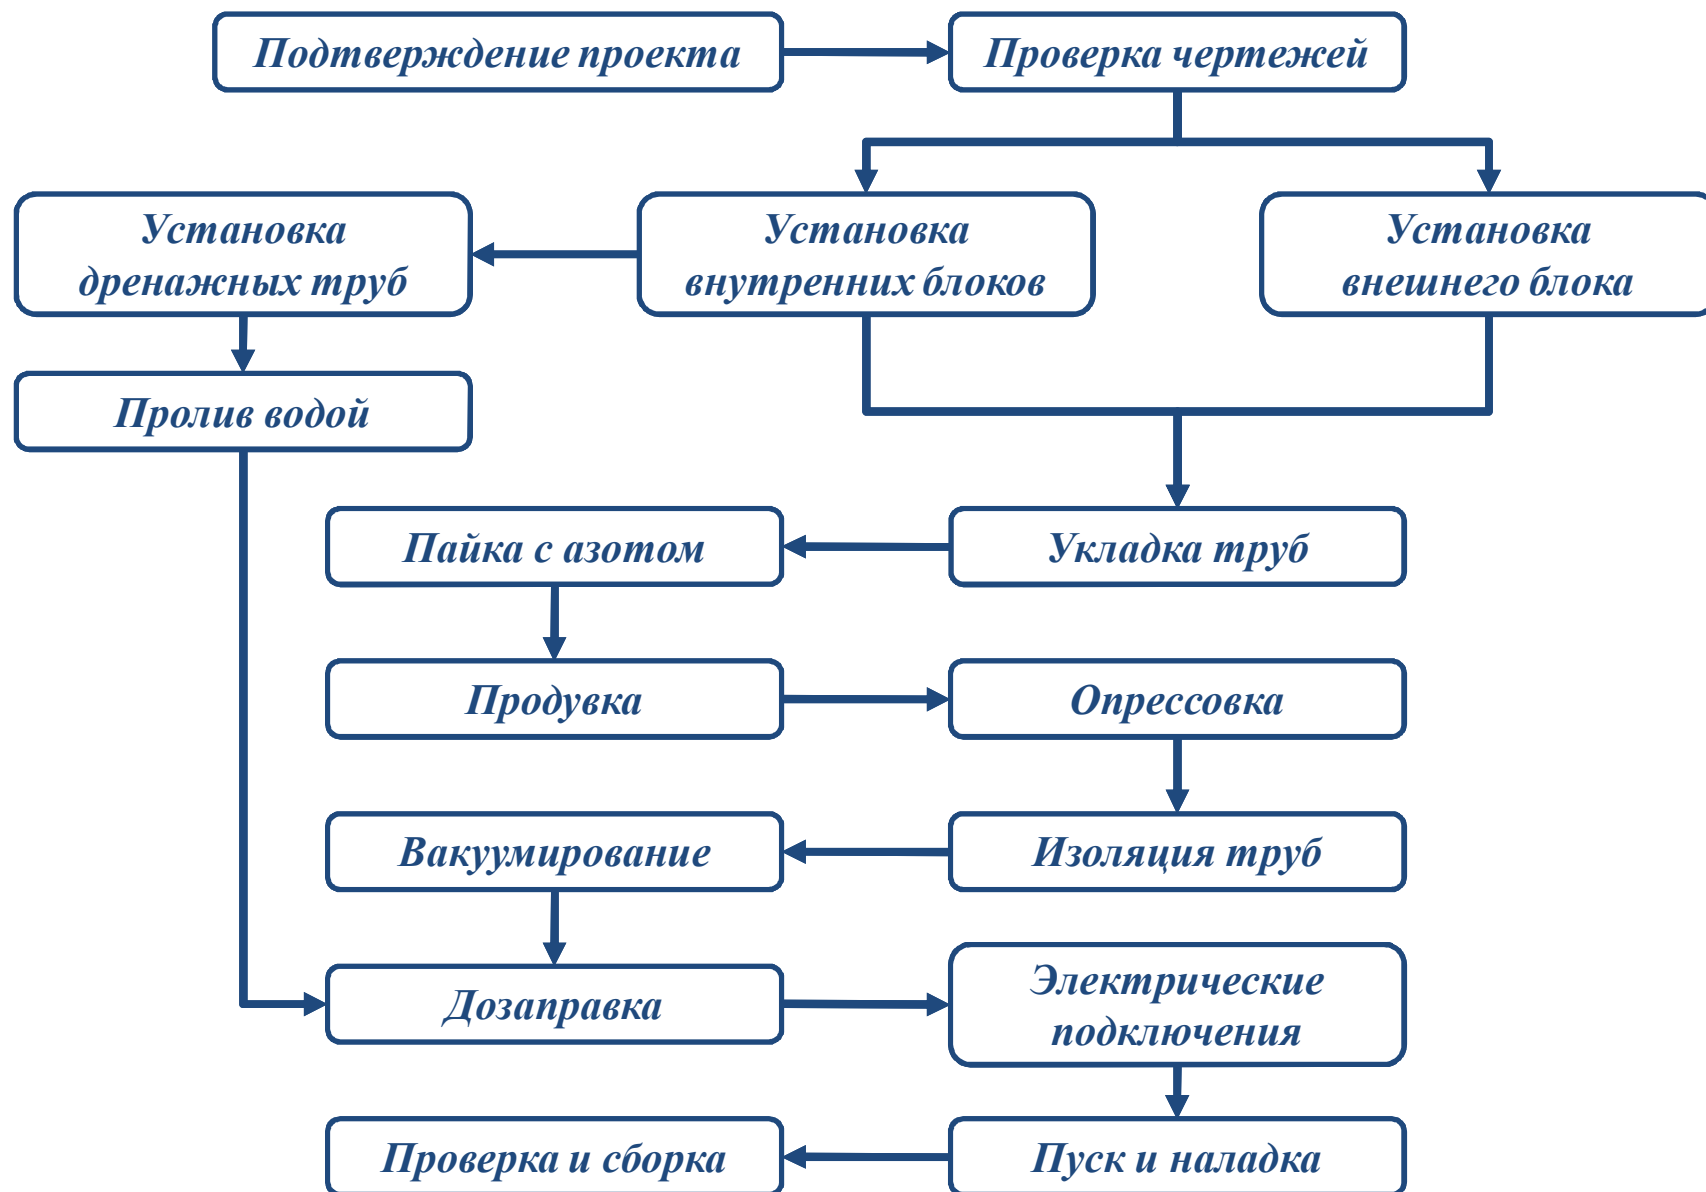 Подтверждение проекта
Проверка чертежей
Установка
дренажных труб
Установка
внутренних блоков
Установка
внешнего блока
Пролив водой
Пайка с азотом
Укладка труб
Продувка
Опрессовка
Вакуумирование
Изоляция труб
Дозаправка
Электрические
подключения
Проверка и сборка
Пуск и наладка